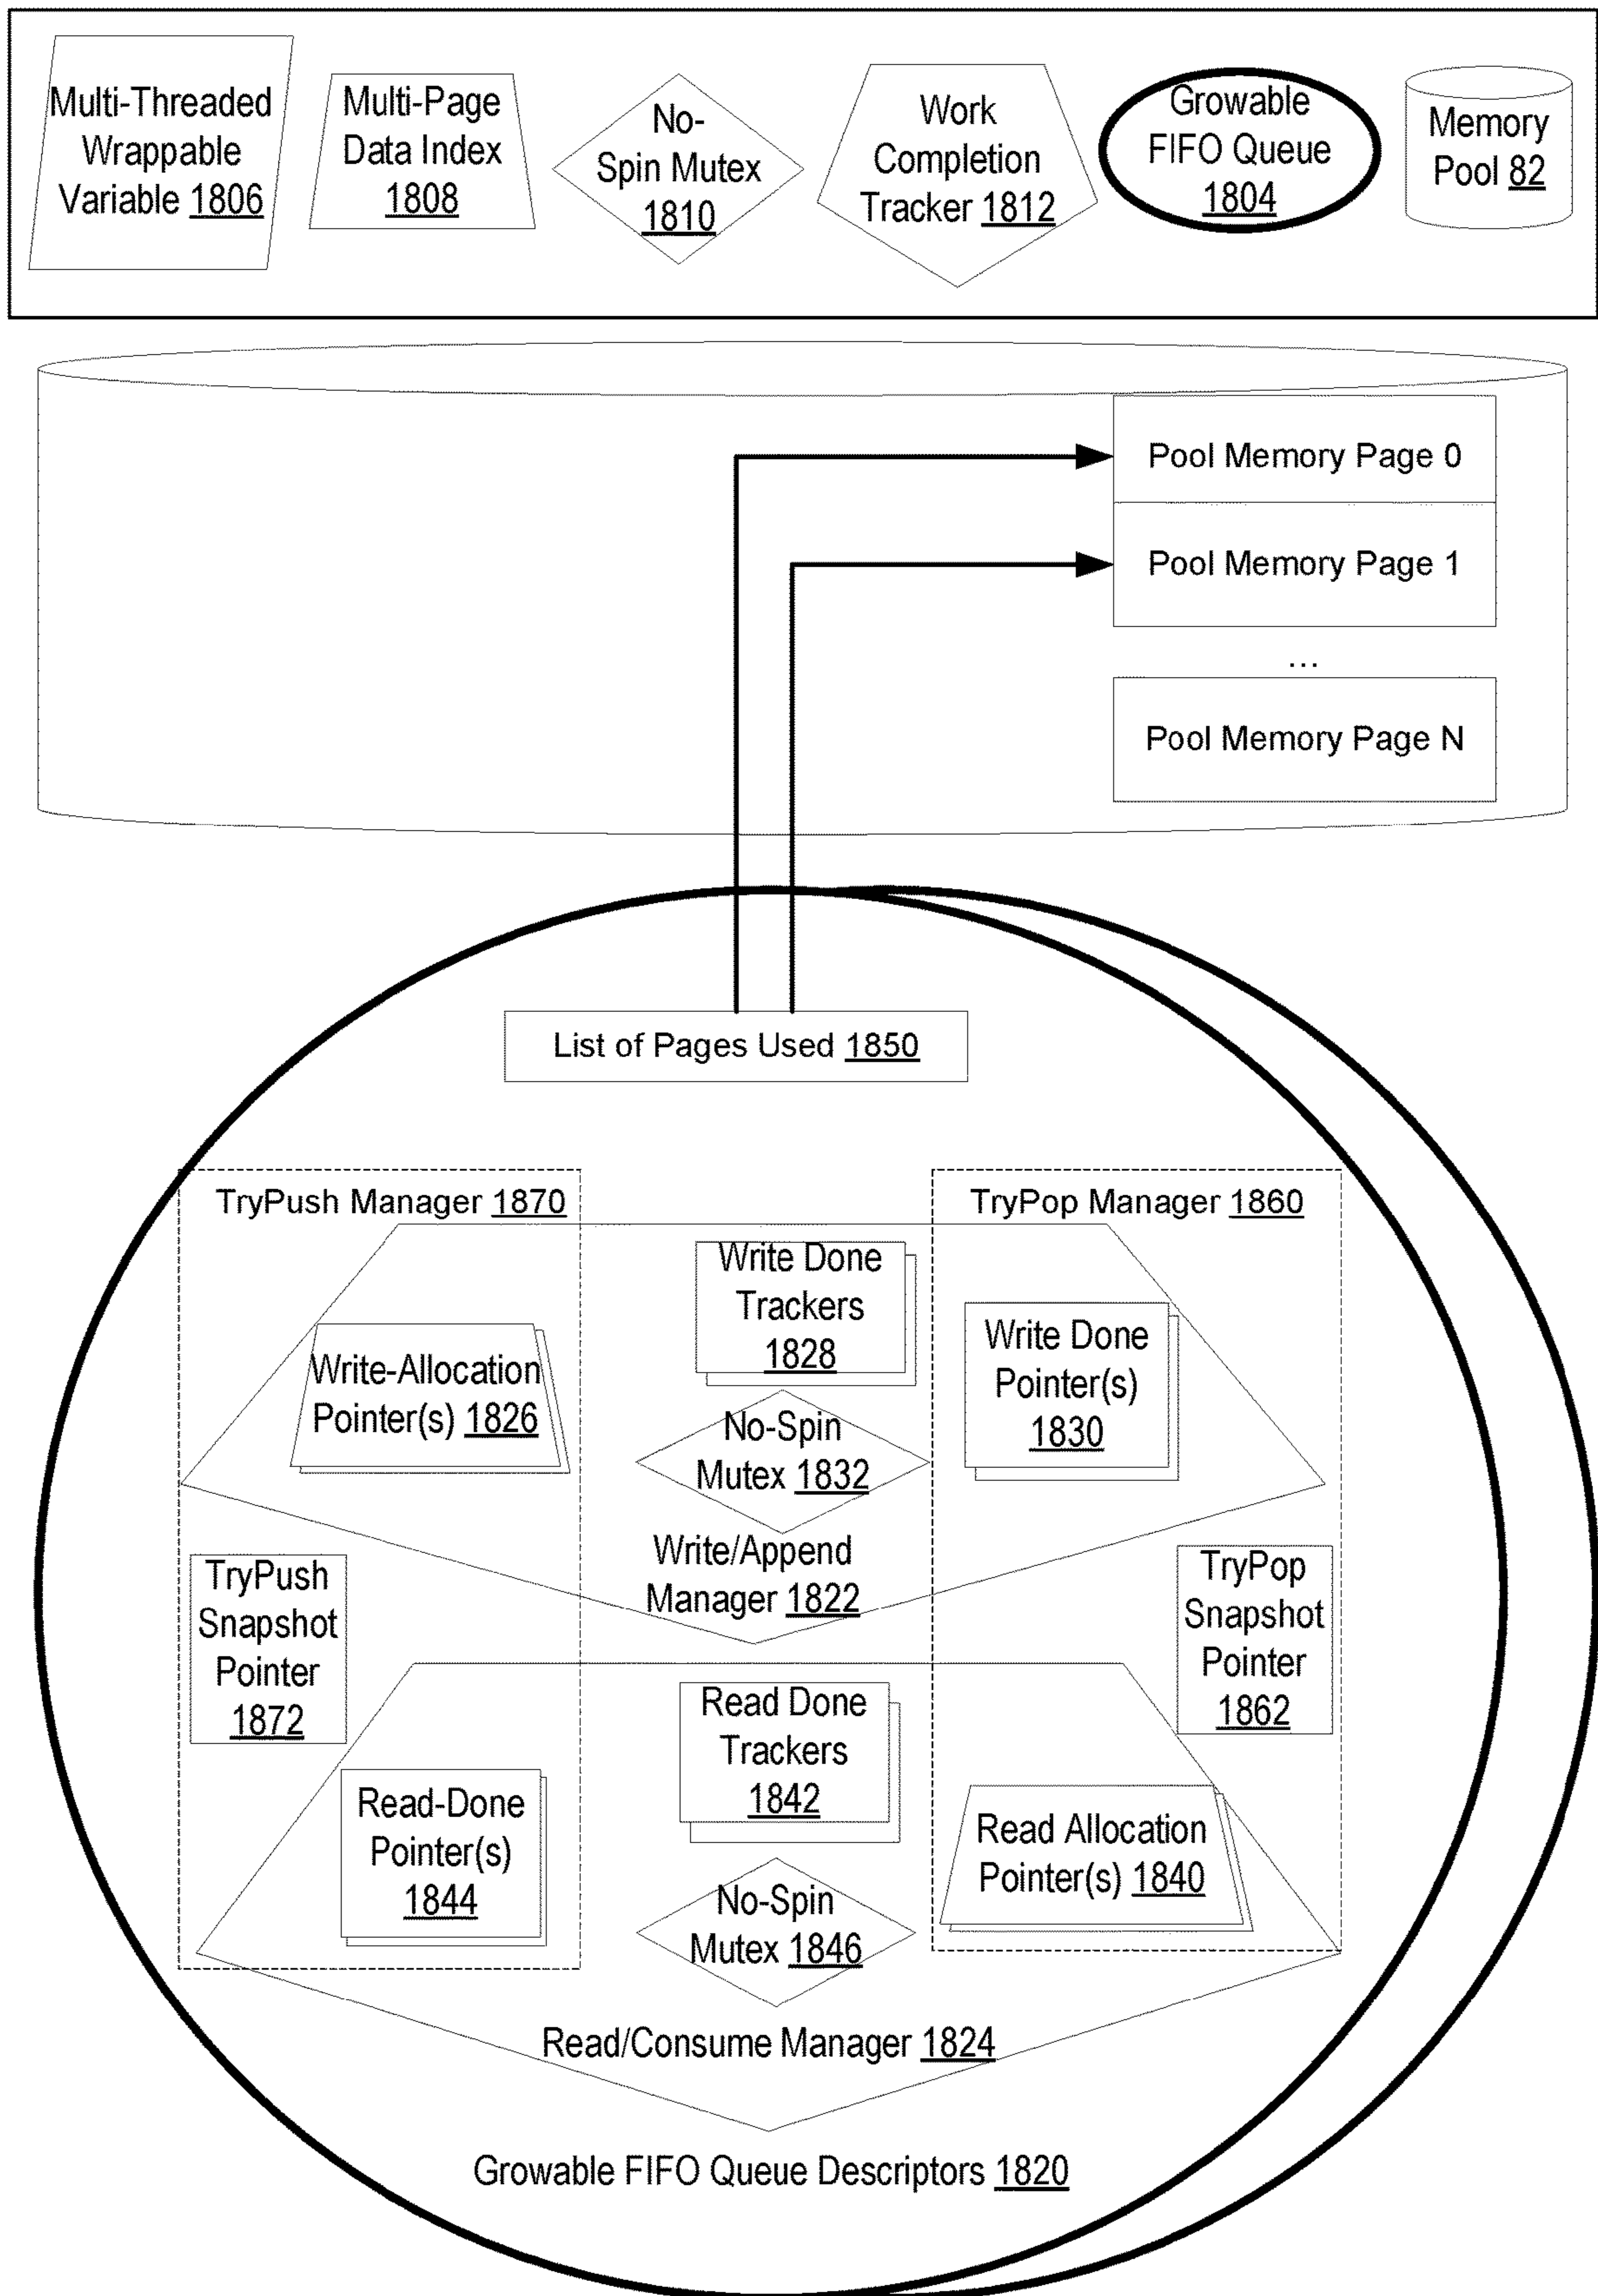 Multi-Threaded
Wrappable
Variable 1806
Multi-Page
Data Index
1808
No-
Spin Mutex
1810
Work
Completion
Tracker 1812
Growable
FIFO Queue
1804
Memory
Pool 82
Pool Memory Page 0
Pool Memory Page 1
...
Pool Memory Page N
List of Pages Used 1850
TryPush Manager 1870
TryPop Manager 1860
Write Done
Trackers
1828
Write-Allocation
Pointer(s) 1826
Write Done
Pointer(s)
1830
No-Spin
Mutex 1832
Write/Append
Manager 1822
TryPush
Snapshot
Pointer
1872
TryPop
Snapshot
Pointer
1862
Read Done
Trackers
1842
Read-Done
Pointer(s)
1844
Read Allocation
Pointer(s) 1840
No-Spin
Mutex 1846
Read/Consume Manager 1824
Growable FIFO Queue Descriptors 1820